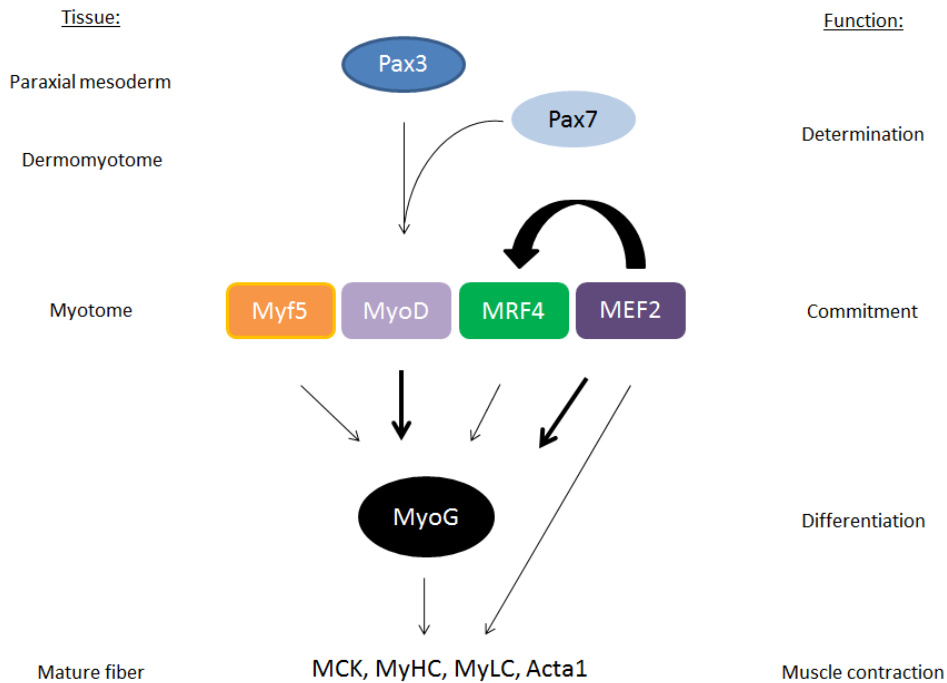 Tissue:
Function:
Pax3
Paraxial mesoderm
Pax7
Determination
Dermomyotome
Myotome
Myf5
MyoD
MRF4
MEF2
Commitment
MyoG
Differentiation
Mature fiber
MCK, MyHC, MyLC, Acta1
Muscle contraction